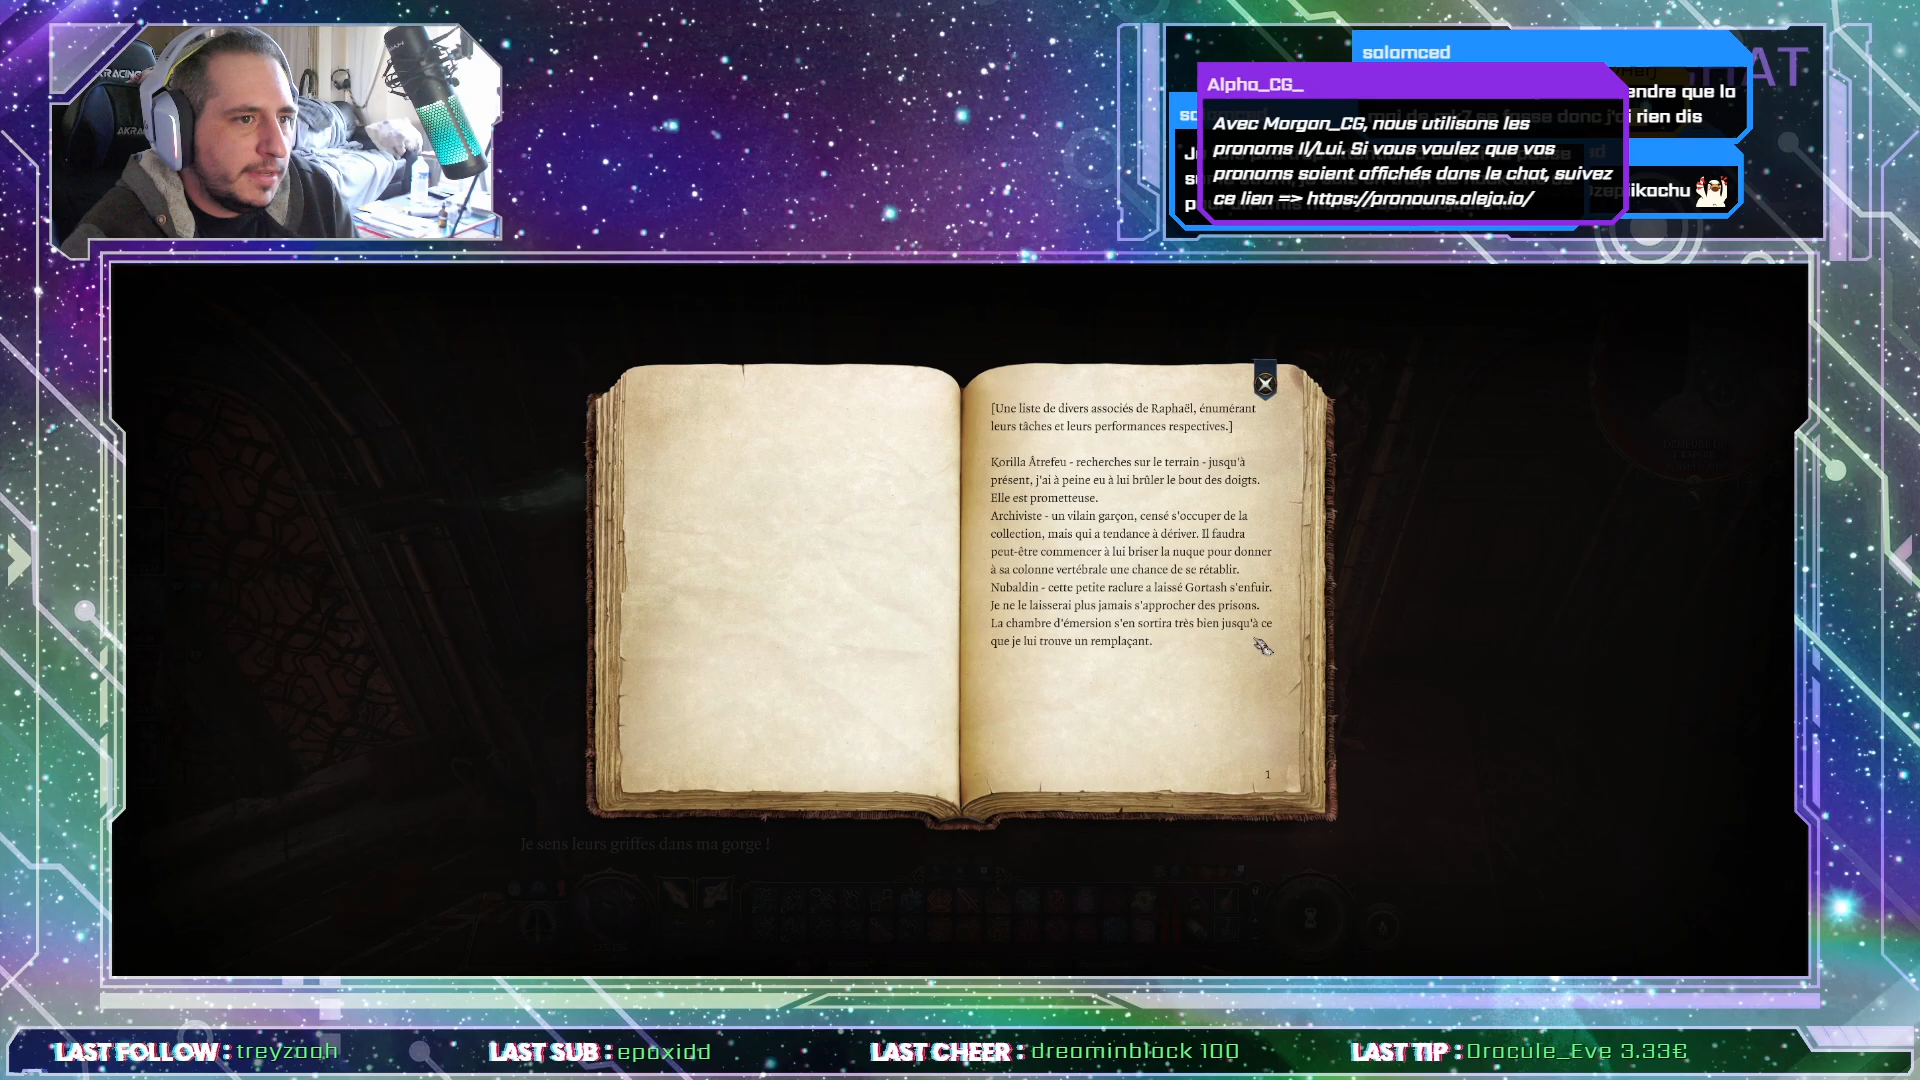 solamced
CHAT
Alpha_CG_
Avec Morgan_CG, nous utilisons les
pronoms Il/Lui. Si vous voulez que vos
pronoms soient affichés dans le chat, suivez
ce lien => https://pronouns.alejo.io/
endre que la
i rien dis
ikachu
[Une liste de divers associés de Raphaël, énumérant
leurs tâches et leurs performances respectives.]
Korilla Âtrefeu - recherches sur le terrain - jusqu'à
présent, j'ai à peine eu à lui brûler le bout des doigts.
Elle est prometteuse.
Archiviste - un vilain garçon, censé s'occuper de la
collection, mais qui a tendance à dériver. Il faudra
peut-être commencer à lui briser la nuque pour donner
à sa colonne vertébrale une chance de se rétablir.
Nubaldin - cette petite raclure a laissé Gortash s'enfuir.
Je ne le laisserai plus jamais s'approcher des prisons.
La chambre d'émersion s'en sortira très bien jusqu'à ce
que je lui trouve un remplaçant.
1
Je sens leurs griffes dans ma gorge !
LAST FOLLOW : treyzaah
LAST SUB : epoxidd
LAST CHEER : dreaminblack 100
LAST TIP : Oracule_Eve 3.33€